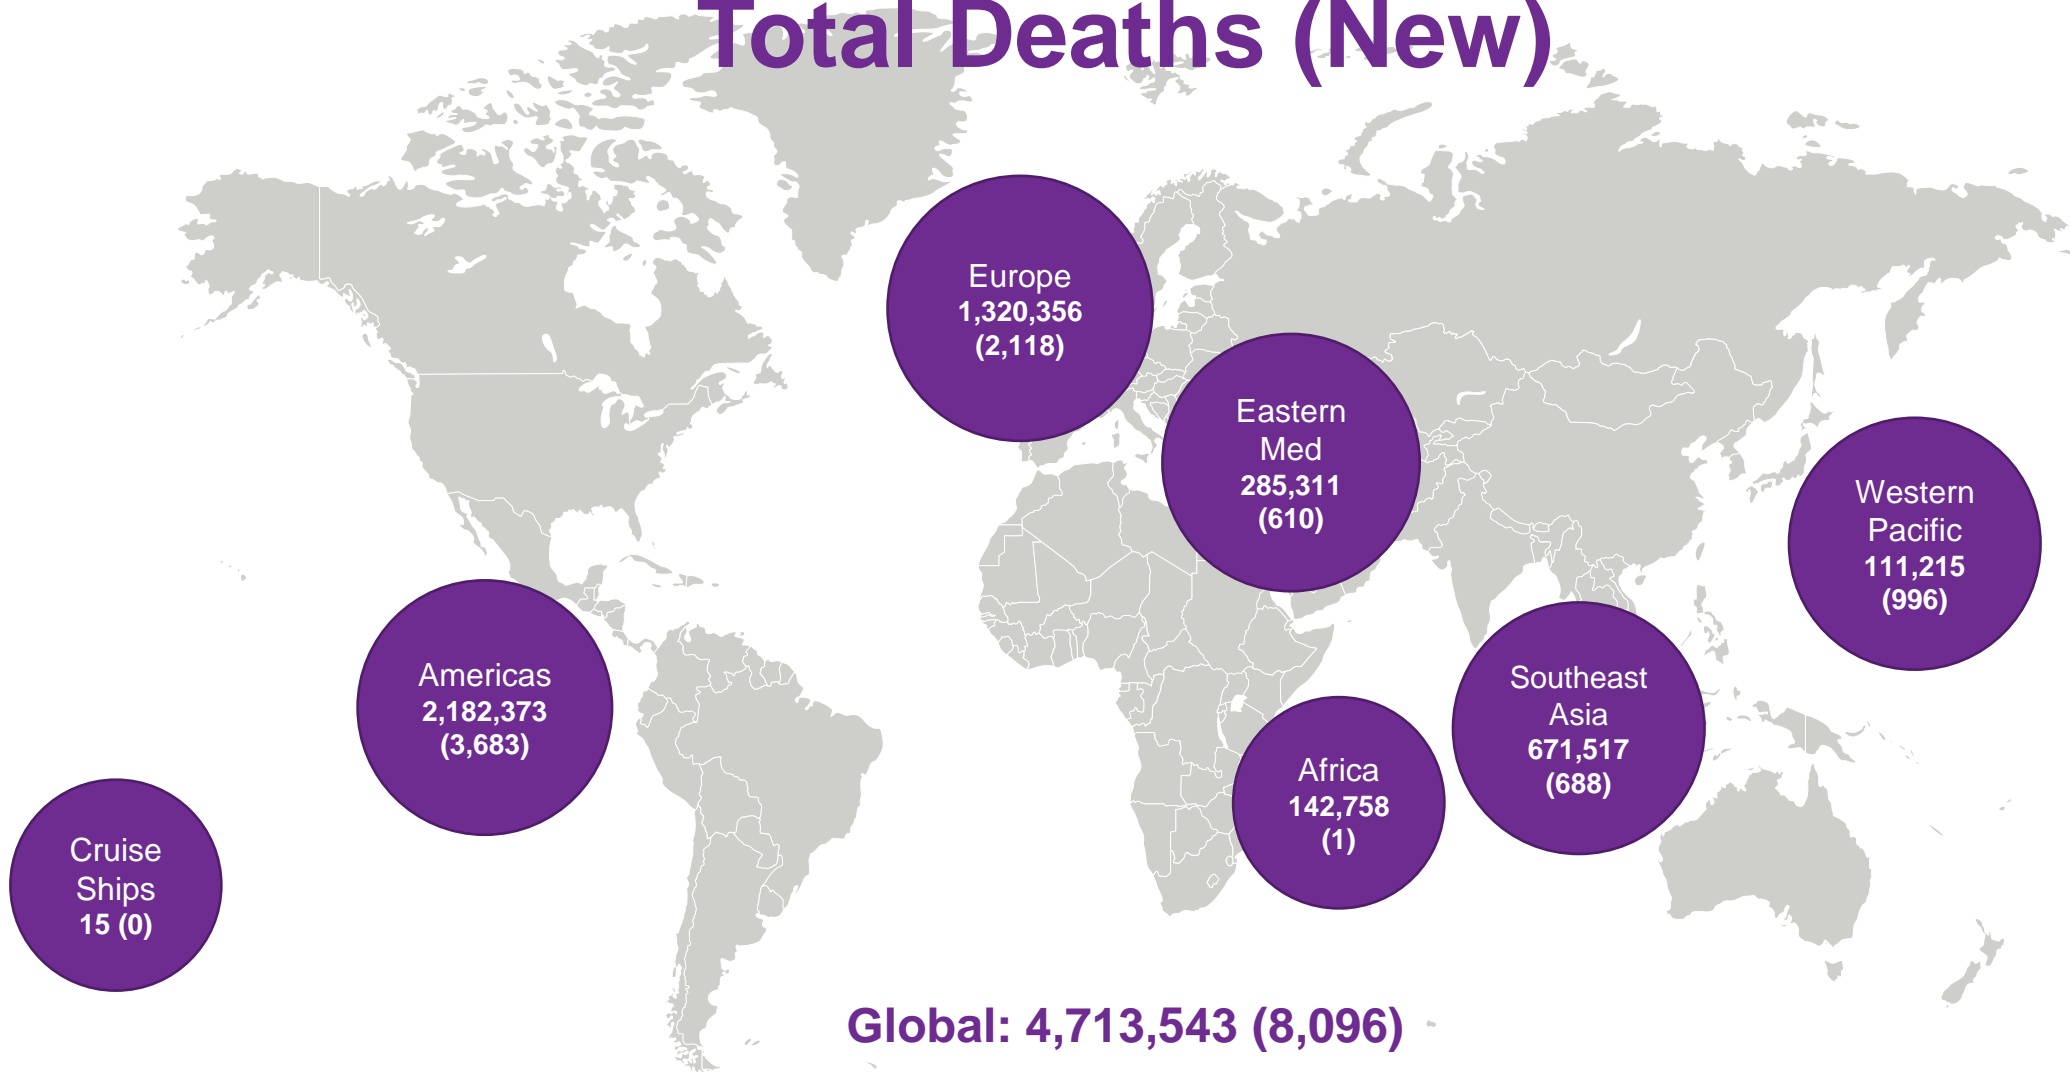 Total Deaths (New)
Europe
1,320,356
(2,118)
Eastern
Med
285,311
(610)
Western
Pacific
111,215
(996)
Americas
2,182,373
(3,683)
Southeast
Asia
671,517
(688)
Africa
142,758
(1)
Cruise
Ships
15 (0)
Global: 4,713,543 (8,096)